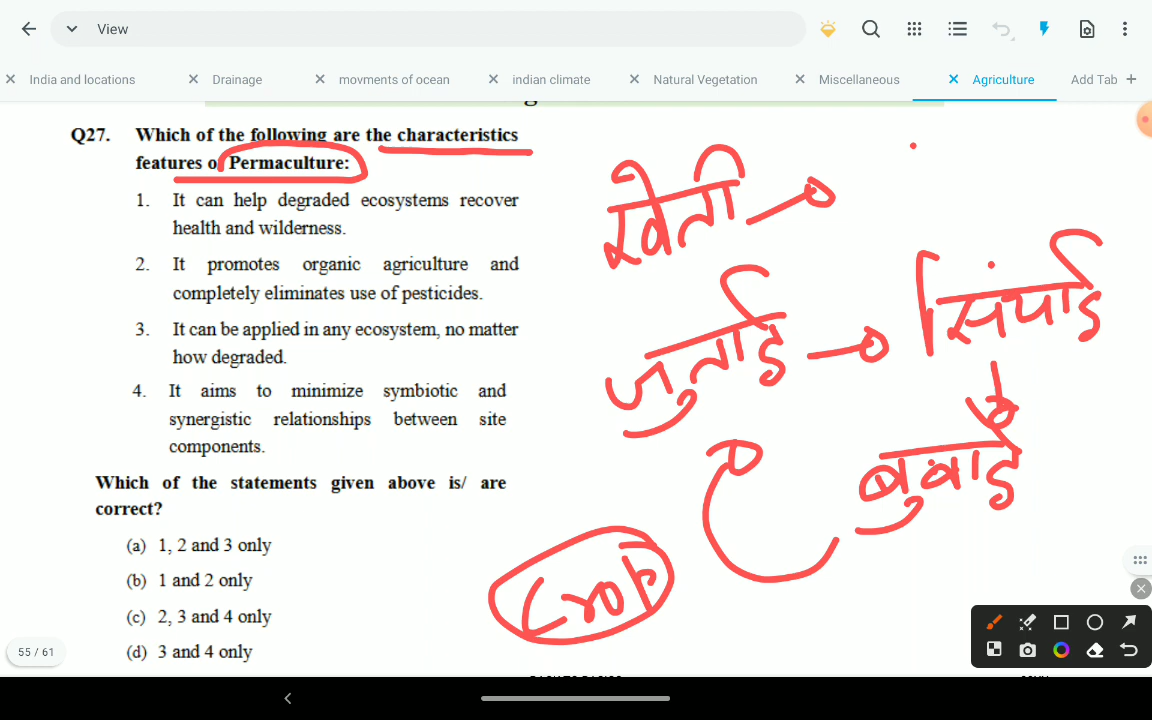 View
India and locations
Drainage
movments of ocean
indian climate
Natural Vegetation
Miscellaneous
Agriculture
Add Tab +
Q27. Which of the following are the characteristics
features o Permaculture:
1. It can help degraded ecosystems recover
health and wilderness.
2. It promotes organic agriculture and
completely eliminates use of pesticides.
3. It can be applied in any ecosystem, no matter
how degraded.
4. It aims to minimize symbiotic and
synergistic relationships between site
components.
Which of the statements given above is/ are
correct?
(a) 1, 2 and 3 only
(b) 1 and 2 only
(c) 2, 3 and 4 only
(d) 3 and 4 only
खेती
जुताई
सिंचाई
बुवाई
Crop
55 / 61